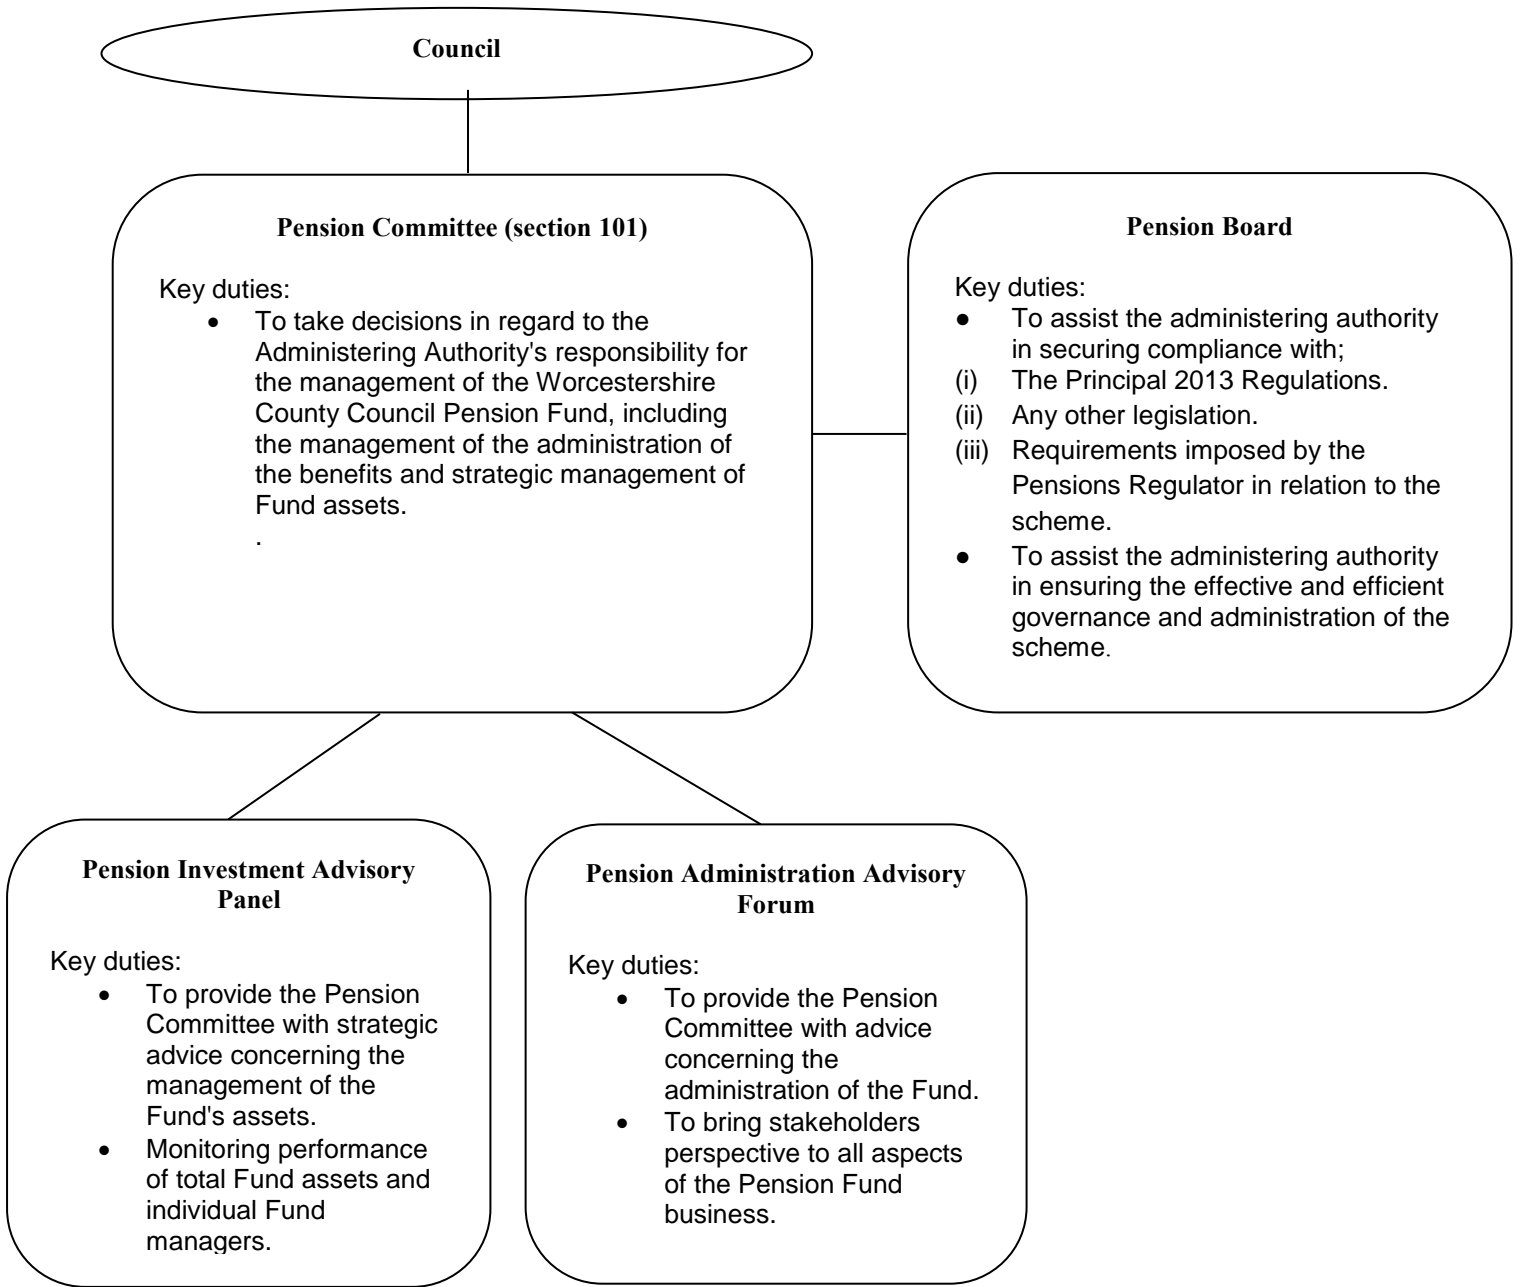 Council
Pension Committee (section 101)
Key duties:
• To take decisions in regard to the
Administering Authority's responsibility for
the management of the Worcestershire
County Council Pension Fund, including
the management of the administration of
the benefits and strategic management of
Fund assets.
.
Pension Board
Key duties:
● To assist the administering authority
in securing compliance with;
(i) The Principal 2013 Regulations.
(ii) Any other legislation.
(iii) Requirements imposed by the
Pensions Regulator in relation to the
scheme.
● To assist the administering authority
in ensuring the effective and efficient
governance and administration of the
scheme.
Pension Investment Advisory
Panel
Key duties:
• To provide the Pension
Committee with strategic
advice concerning the
management of the
Fund's assets.
• Monitoring performance
of total Fund assets and
individual Fund
managers.
Pension Administration Advisory
Forum
Key duties:
• To provide the Pension
Committee with advice
concerning the
administration of the Fund.
• To bring stakeholders
perspective to all aspects
of the Pension Fund
business.